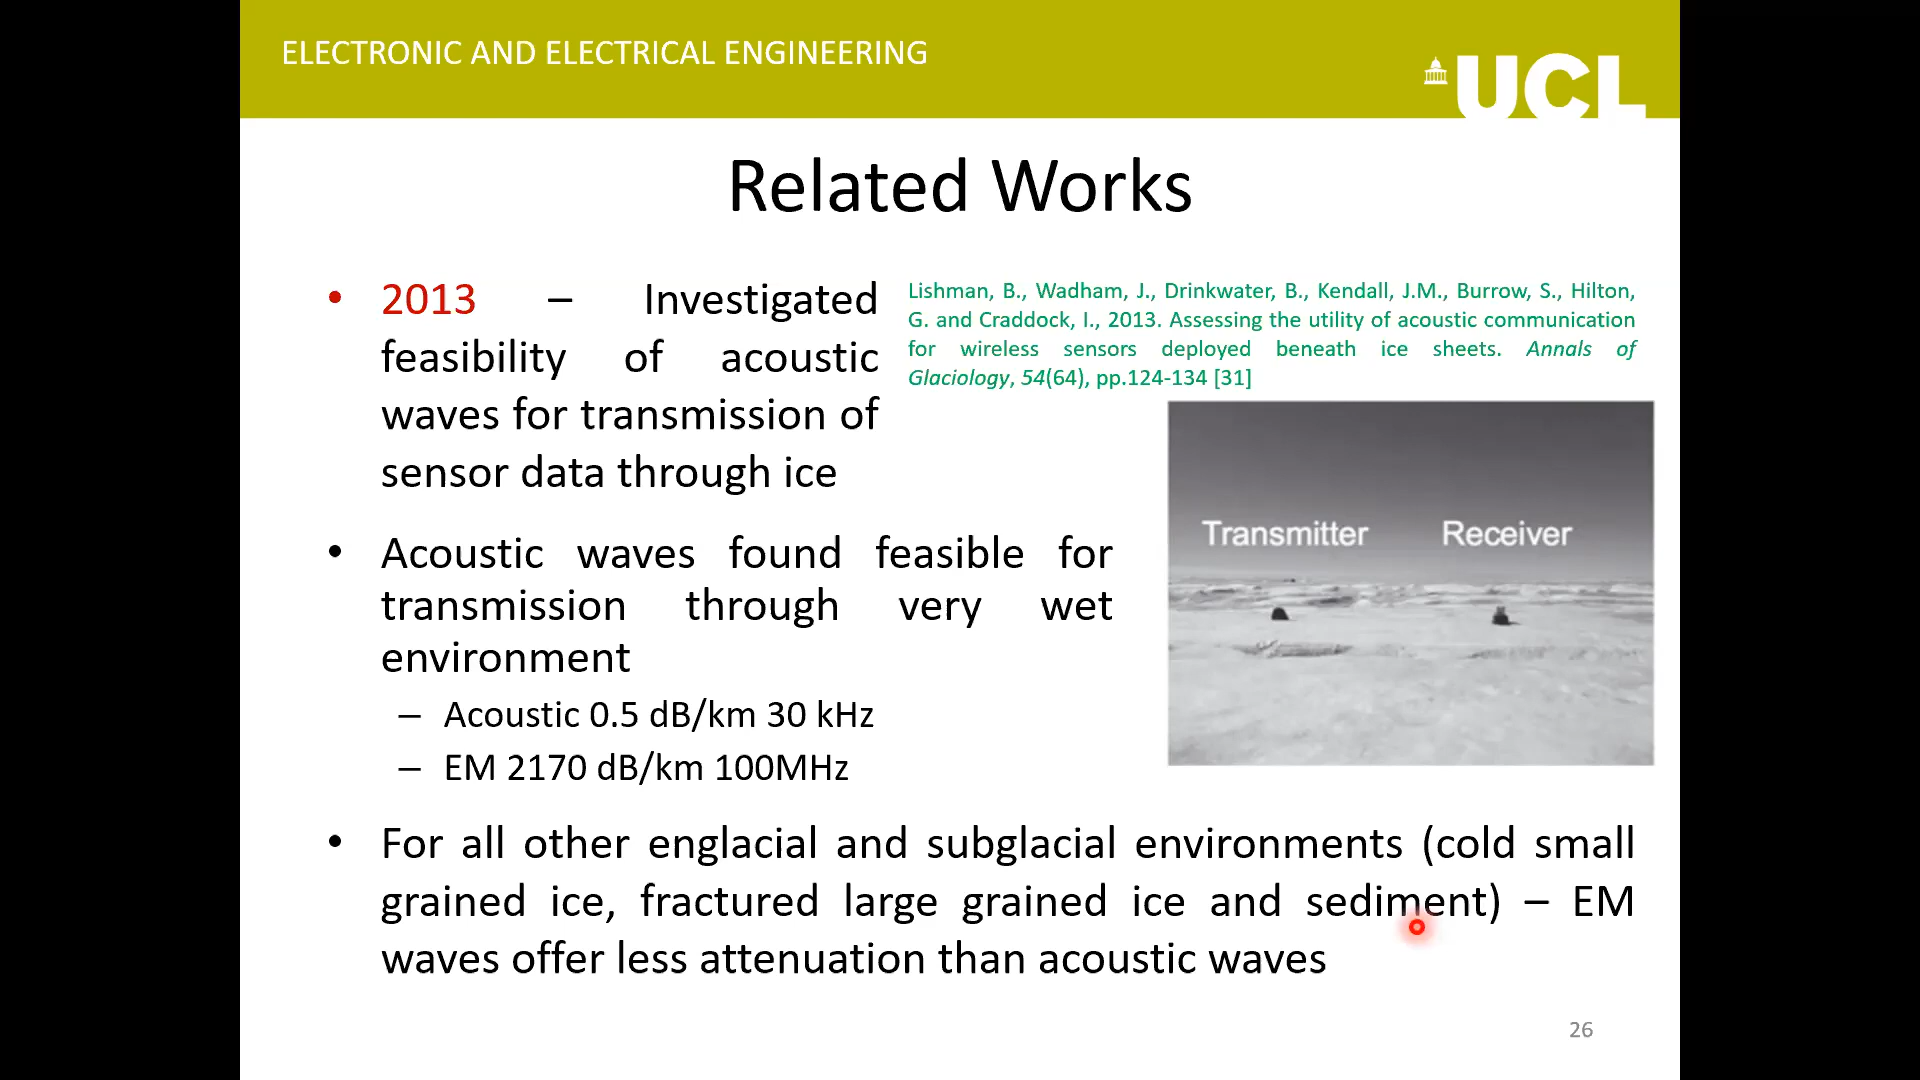 ELECTRONIC AND ELECTRICAL ENGINEERING
UCL
Related Works
• 2013 – Investigated
feasibility of acoustic
waves for transmission of
sensor data through ice
Lishman, B., Wadham, J., Drinkwater, B., Kendall, J.M., Burrow, S., Hilton,
G. and Craddock, I., 2013. Assessing the utility of acoustic communication
for wireless sensors deployed beneath ice sheets. Annals of
Glaciology, 54(64), pp.124-134 [31]
Transmitter Receiver
• Acoustic waves found feasible for
transmission through very wet
environment
– Acoustic 0.5 dB/km 30 kHz
– EM 2170 dB/km 100MHz
• For all other englacial and subglacial environments (cold small
grained ice, fractured large grained ice and sediment) – EM
waves offer less attenuation than acoustic waves
26